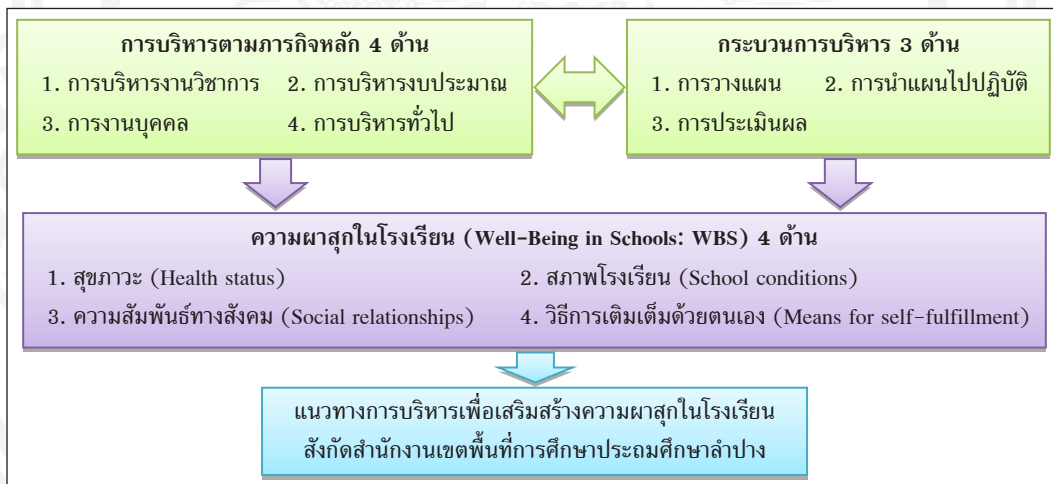 การบริหารตามภารกิจหลัก 4 ด้าน
1. การบริหารงานวิชาการ 2. การบริหารงบประมาณ
3. การงานบุคคล 4. การบริหารทั่วไป
กระบวนการบริหาร 3 ด้าน
1. การวางแผน 2. การนำแผนไปปฏิบัติ
3. การประเมินผล
ความผาสุกในโรงเรียน (Well-Being in Schools: WBS) 4 ด้าน
1. สุขภาวะ (Health status) 2. สภาพโรงเรียน (School conditions)
3. ความสัมพันธ์ทางสังคม (Social relationships) 4. วิธีการเติมเต็มด้วยตนเอง (Means for self-fulfillment)
แนวทางการบริหารเพื่อเสริมสร้างความผาสุกในโรงเรียน
สังกัดสำนักงานเขตพื้นที่การศึกษาประถมศึกษาลำปาง